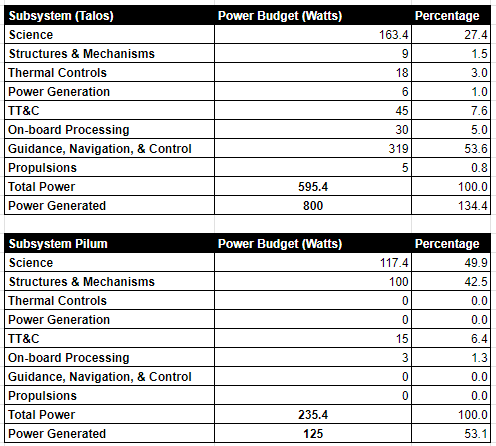 Subsystem (Talos) Power Budget (Watts) Percentage
Science 163.4 27.4
Structures & Mechanisms 9 1.5
Thermal Controls 18 3.0
Power Generation 6 1.0
TT&C 45 7.6
On-board Processing 30 5.0
Guidance, Navigation, & Control 319 53.6
Propulsions 5 0.8
Total Power 595.4 100.0
Power Generated 800 134.4
Subsystem Pilum Power Budget (Watts) Percentage
Science 117.4 49.9
Structures & Mechanisms 100 42.5
Thermal Controls 0 0.0
Power Generation 0 0.0
TT&C 15 6.4
On-board Processing 3 1.3
Guidance, Navigation, & Control 0 0.0
Propulsions 0 0.0
Total Power 235.4 100.0
Power Generated 125 53.1